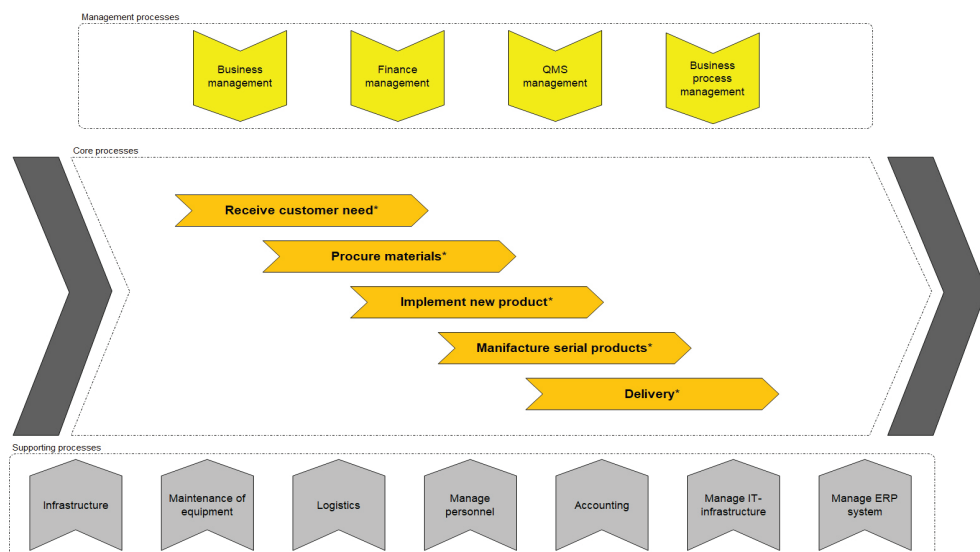 Management processes
Business
management
Finance
management
QMS
management
Business
process
management
Core processes
Receive customer need*
Procure materials*
Implement new product*
Manifacture serial products*
Delivery*
Supporting processes
Infrastructure
Maintenance of
equipment
Logistics
Manage
personnel
Accounting
Manage IT-
infrastructure
Manage ERP
system